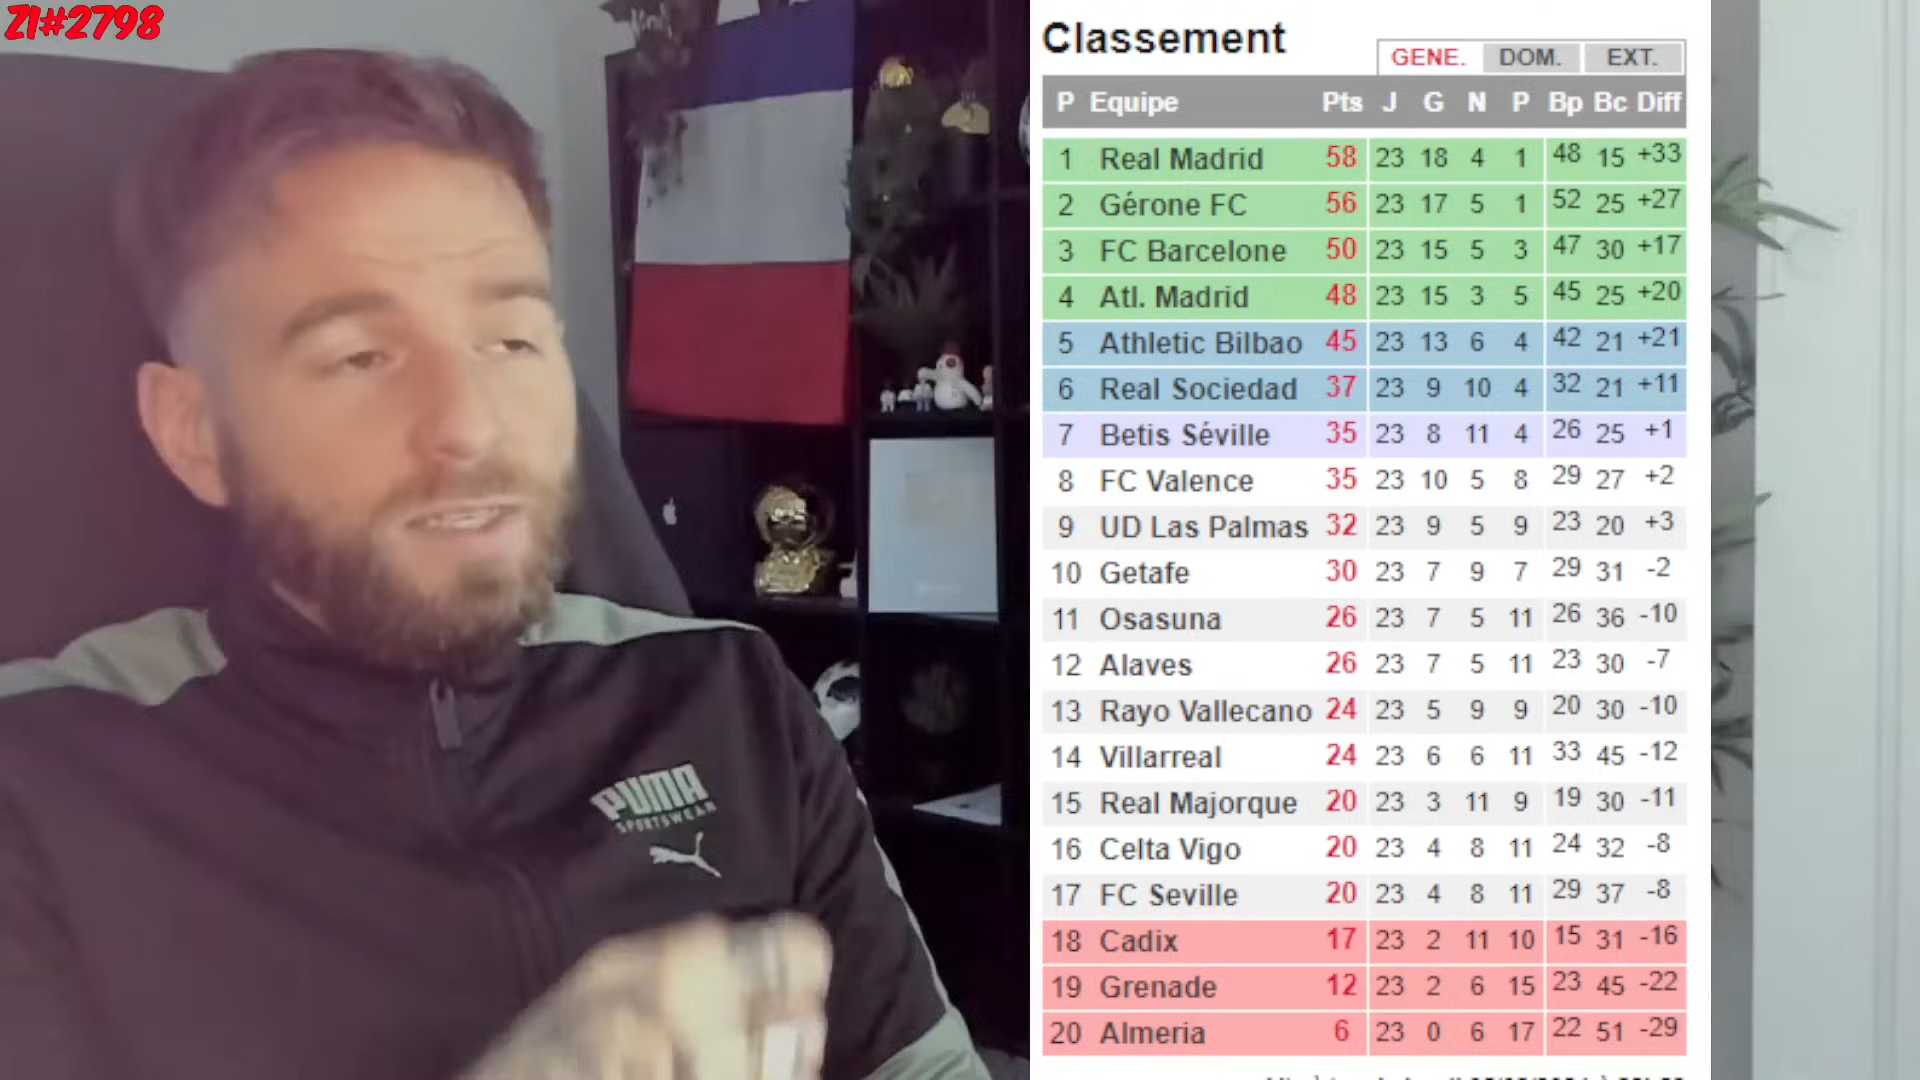 ZI#2798
Classement
GENE. DOM. EXT.
P Equipe Pts J G N P Bp Bc Diff
1 Real Madrid 58 23 18 4 1 48 15 +33
2 Gérone FC 56 23 17 5 1 52 25 +27
3 FC Barcelone 50 23 15 5 3 47 30 +17
4 Atl. Madrid 48 23 15 3 5 45 25 +20
5 Athletic Bilbao 45 23 13 6 4 42 21 +21
6 Real Sociedad 37 23 9 10 4 32 21 +11
7 Betis Séville 35 23 8 11 4 26 25 +1
8 FC Valence 35 23 10 5 8 29 27 +2
9 UD Las Palmas 32 23 9 5 9 23 20 +3
10 Getafe 30 23 7 9 7 29 31 -2
11 Osasuna 26 23 7 5 11 26 36 -10
12 Alaves 26 23 7 5 11 23 30 -7
13 Rayo Vallecano 24 23 5 9 9 20 30 -10
14 Villarreal 24 23 6 6 11 33 45 -12
15 Real Majorque 20 23 3 11 9 19 30 -11
16 Celta Vigo 20 23 4 8 11 24 32 -8
17 FC Seville 20 23 4 8 11 29 37 -8
18 Cadix 17 23 2 11 10 15 31 -16
19 Grenade 12 23 2 6 15 23 45 -22
20 Almeria 6 23 0 6 17 22 51 -29
PUMA
SPORTSWEAR